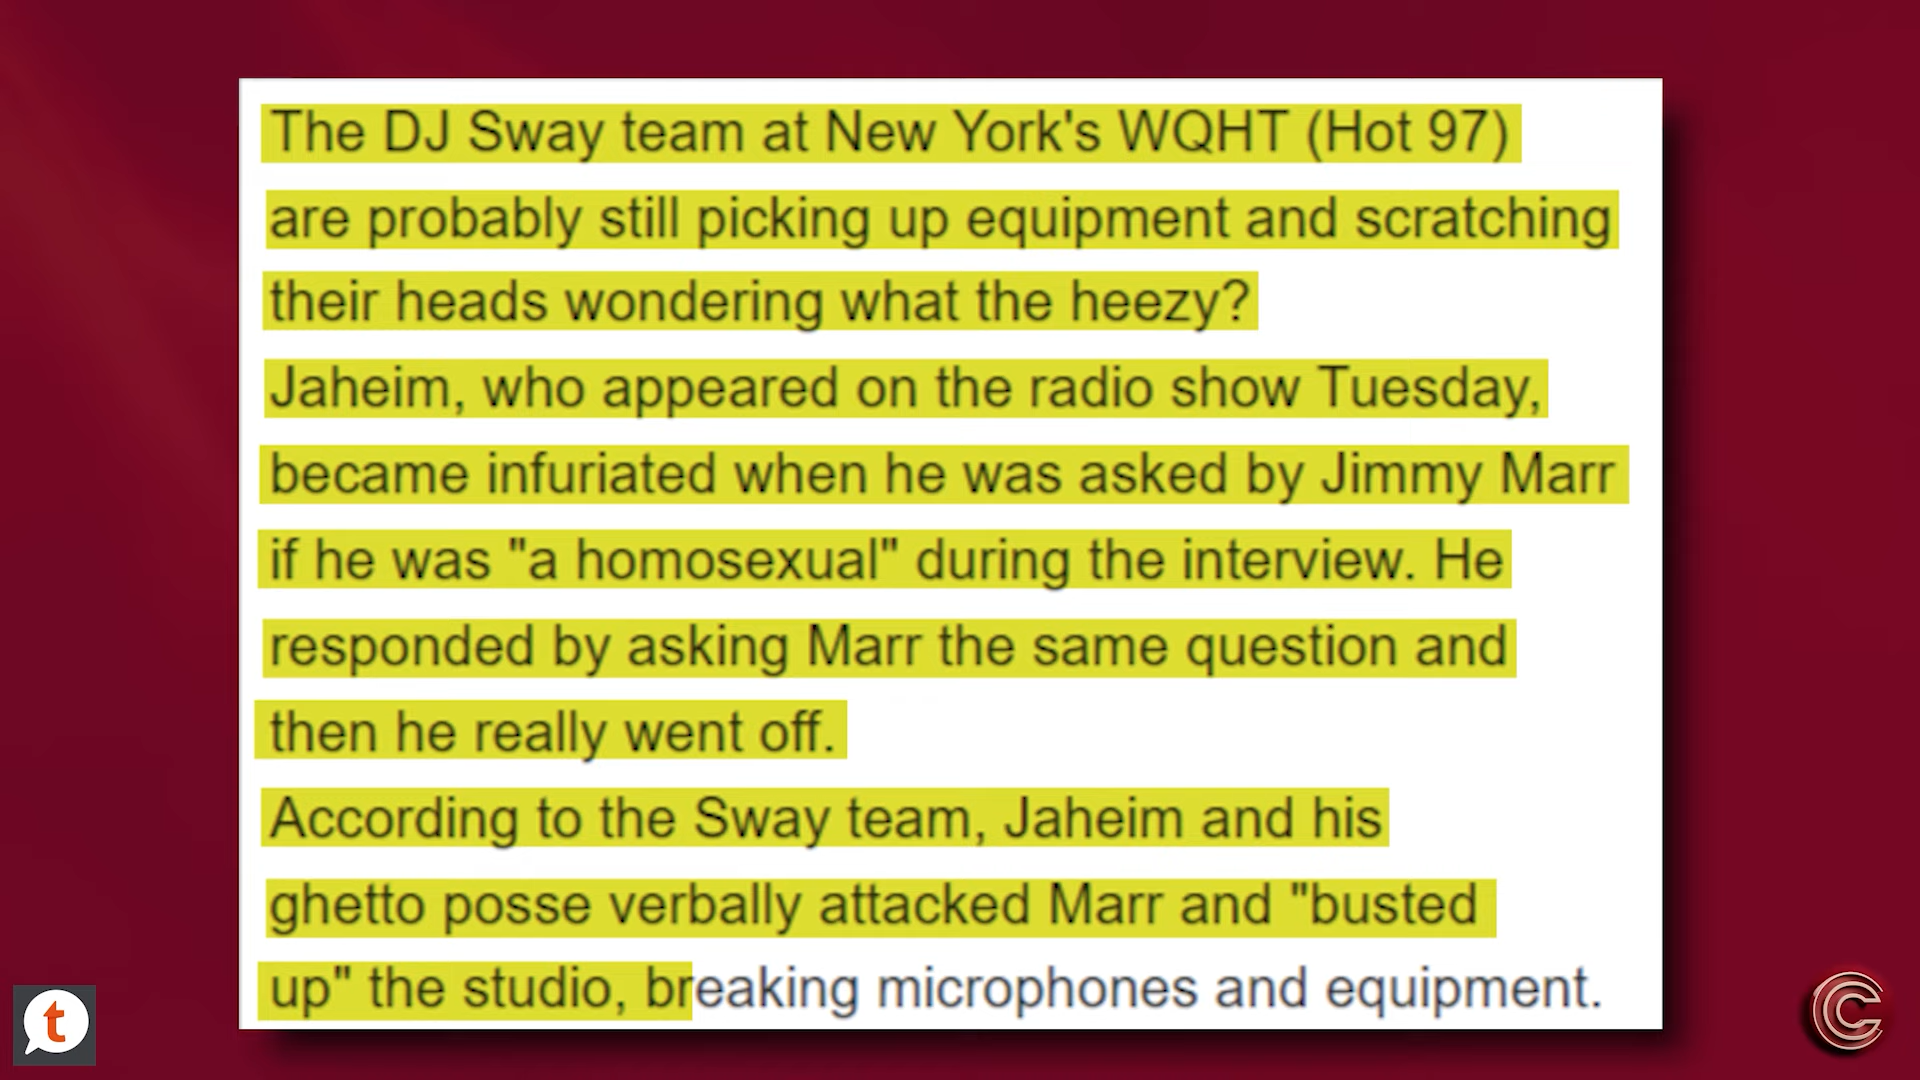 The DJ Sway team at New York's WQHT (Hot 97)
are probably still picking up equipment and scratching
their heads wondering what the heezy?
Jaheim, who appeared on the radio show Tuesday,
became infuriated when he was asked by Jimmy Marr
if he was "a homosexual" during the interview. He
responded by asking Marr the same question and
then he really went off.
According to the Sway team, Jaheim and his
ghetto posse verbally attacked Marr and "busted
up" the studio, breaking microphones and equipment.
t
C